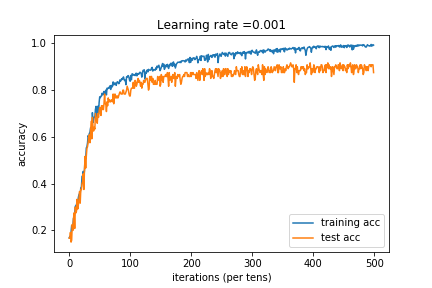 Learning rate =0.001
accuracy
1.0
0.8
0.6
0.4
0.2
training acc
test acc
0 100 200 300 400 500
iterations (per tens)